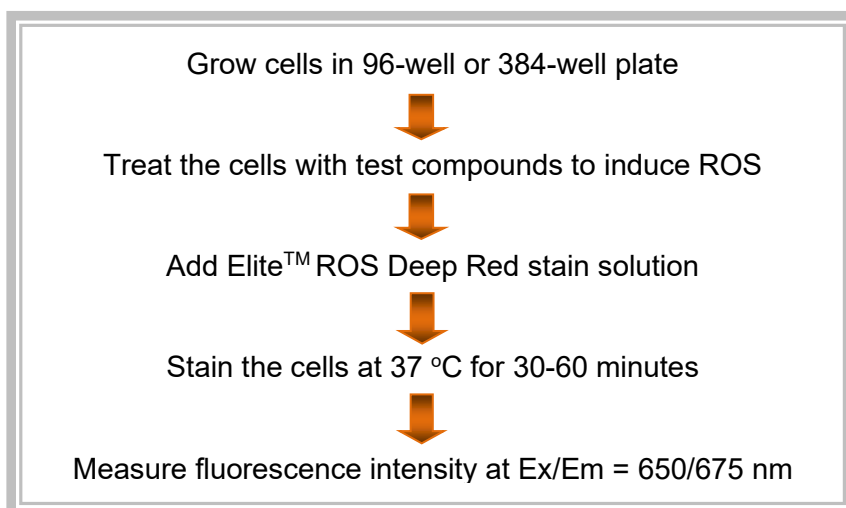 Grow cells in 96-well or 384-well plate
Treat the cells with test compounds to induce ROS
Add Elite™ ROS Deep Red stain solution
Stain the cells at 37 °C for 30-60 minutes
Measure fluorescence intensity at Ex/Em = 650/675 nm